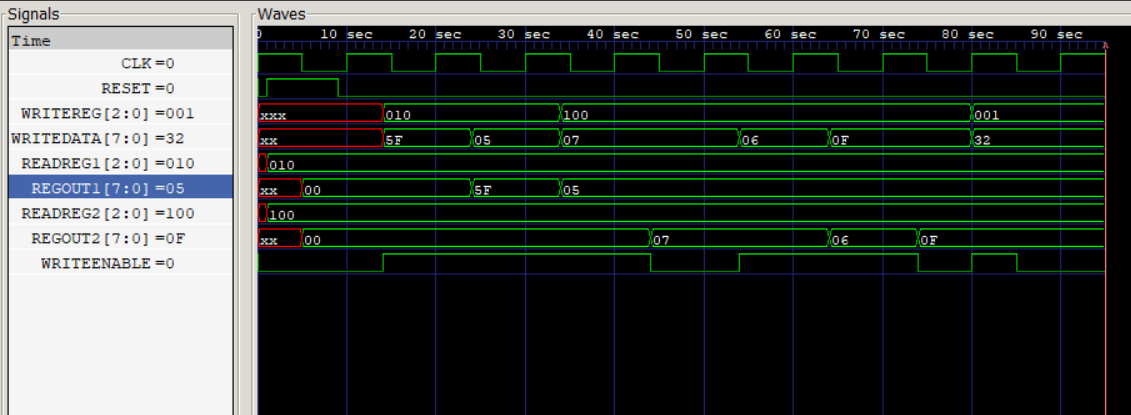 Signals
Waves
Time
0 10 sec 20 sec 30 sec 40 sec 50 sec 60 sec 70 sec 80 sec 90 sec
CLK=0
RESET=0
WRITEREG[2:0]=001 xxx 010 100 001
WRITEDATA[7:0]=32 xx 5F 05 07 06 0F 32
READREG1[2:0]=010 010
REGOUT1[7:0]=05 xx 00 5F 05
READREG2[2:0]=100 100
REGOUT2[7:0]=0F xx 00 07 06 0F
WRITEENABLE=0